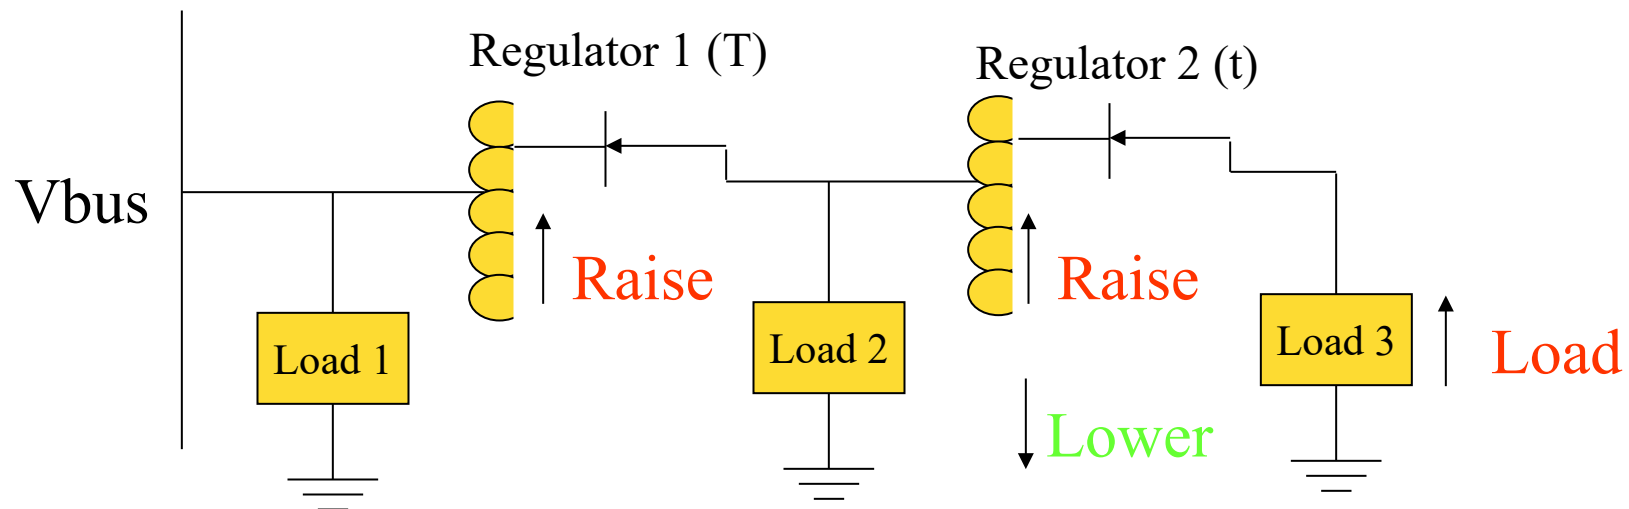 Regulator 1 (T)
Regulator 2 (t)
Vbus
Raise
Raise
Load 1
Load 2
Load 3
Load
Lower